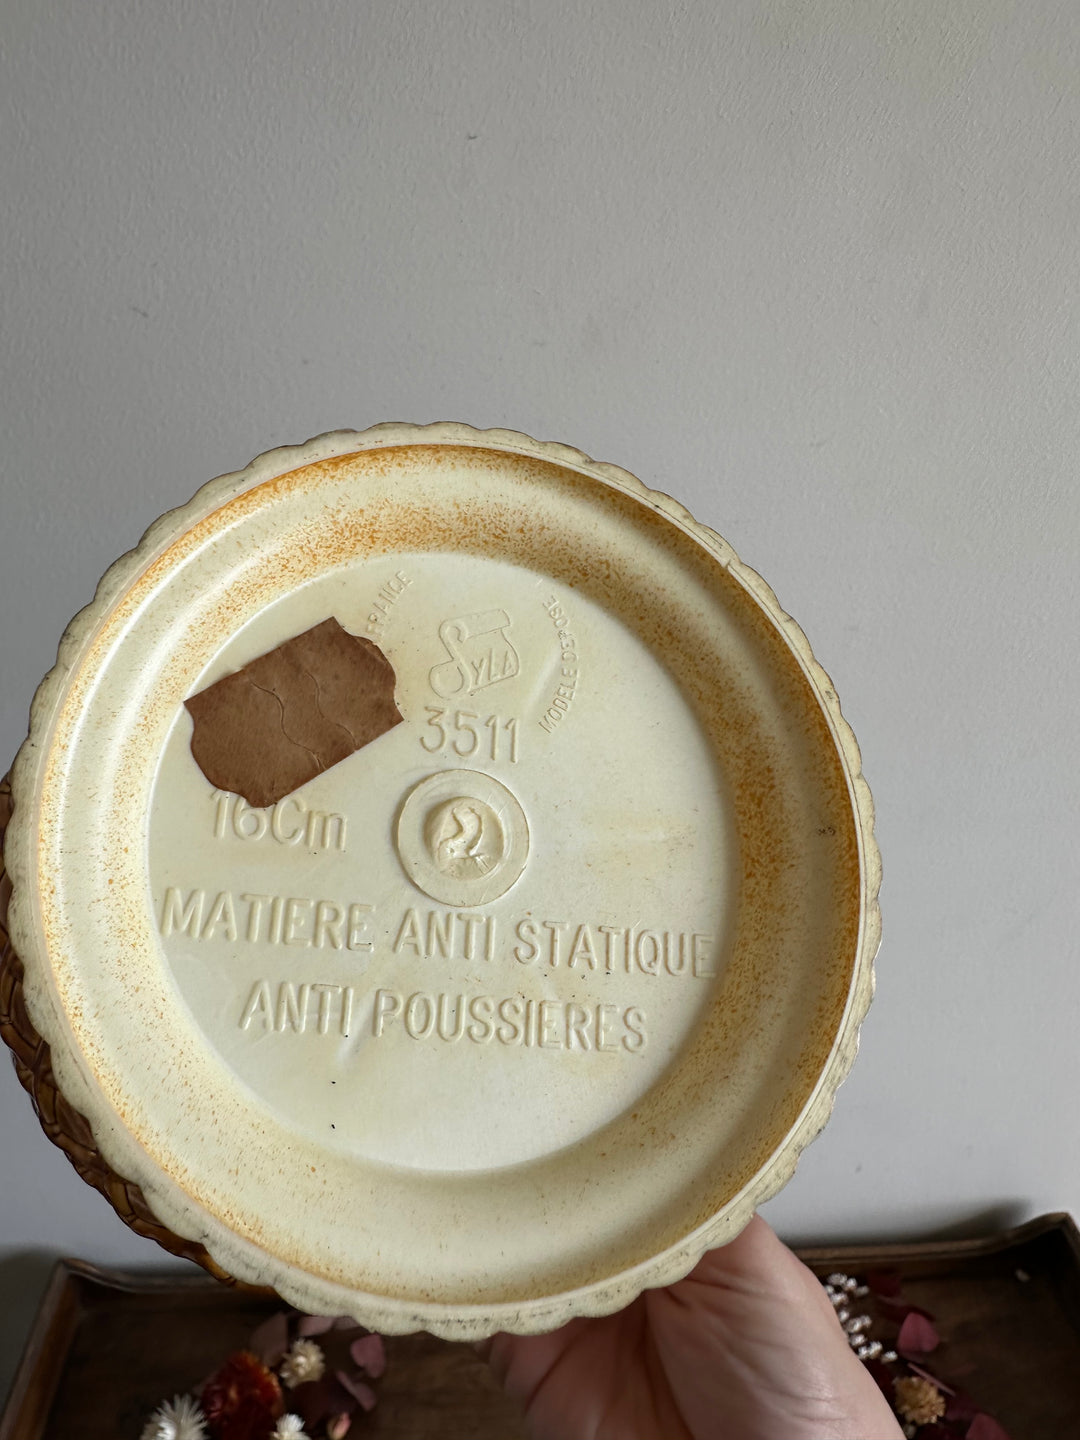 FRANCE
SYLA
MODELE DEPOSE
3511
16Cm
MATIERE ANTI STATIQUE
ANTI POUSSIERES